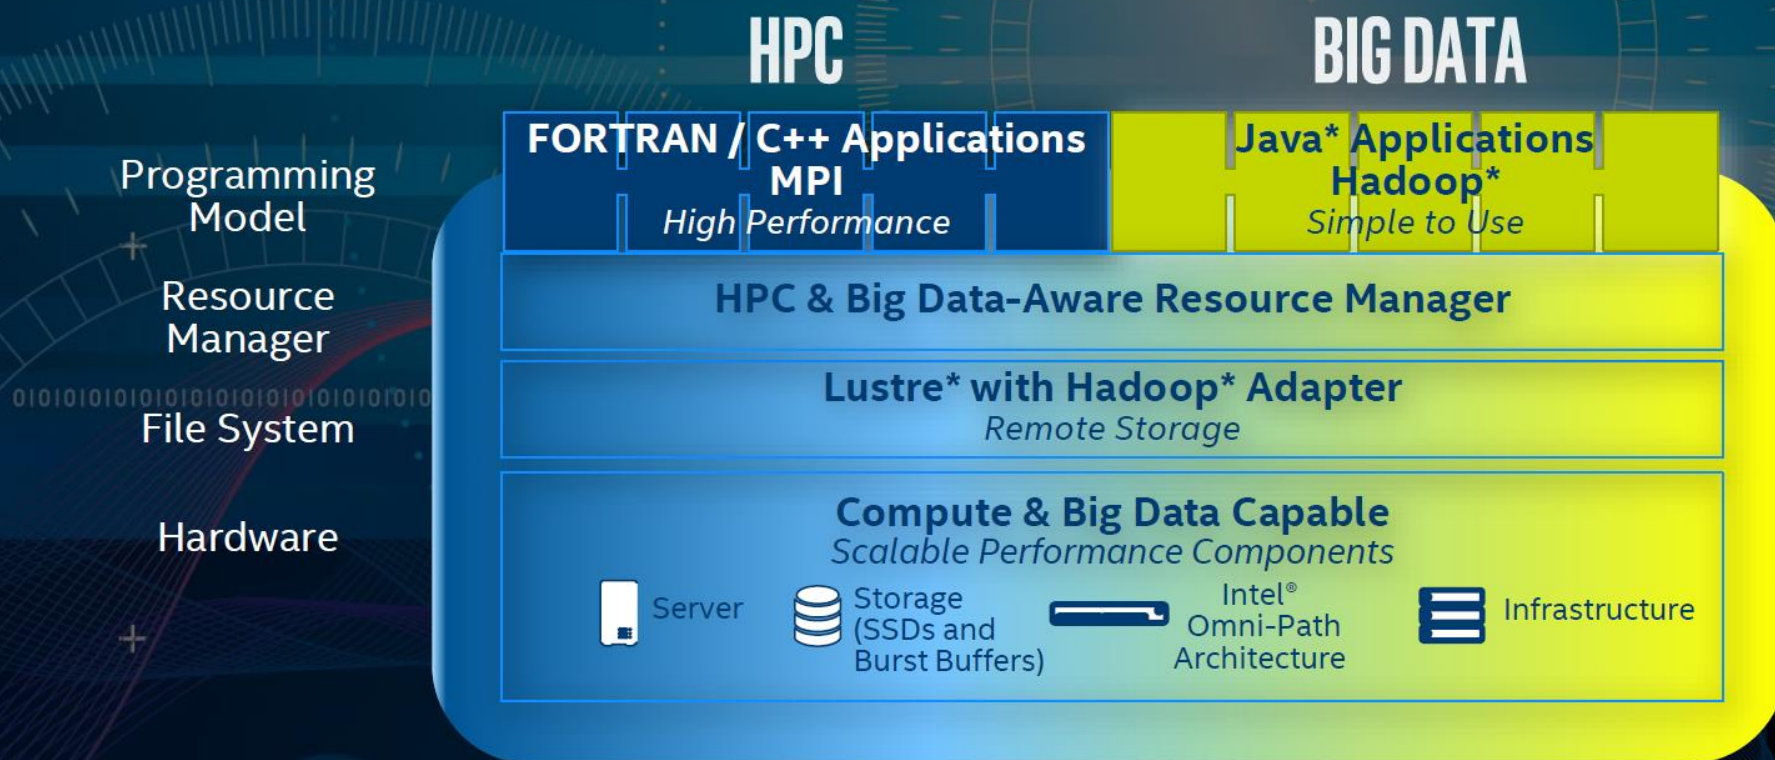 HPC
BIG DATA
Programming
Model
FORTRAN / C++ Applications
MPI
High Performance
Java* Applications
Hadoop*
Simple to Use
Resource
Manager
HPC & Big Data-Aware Resource Manager
010101010101010101010101010101010
File System
Lustre* with Hadoop* Adapter
Remote Storage
Hardware
Compute & Big Data Capable
Scalable Performance Components
Server
Storage
(SSDs and
Burst Buffers)
Intel®
Omni-Path
Architecture
Infrastructure